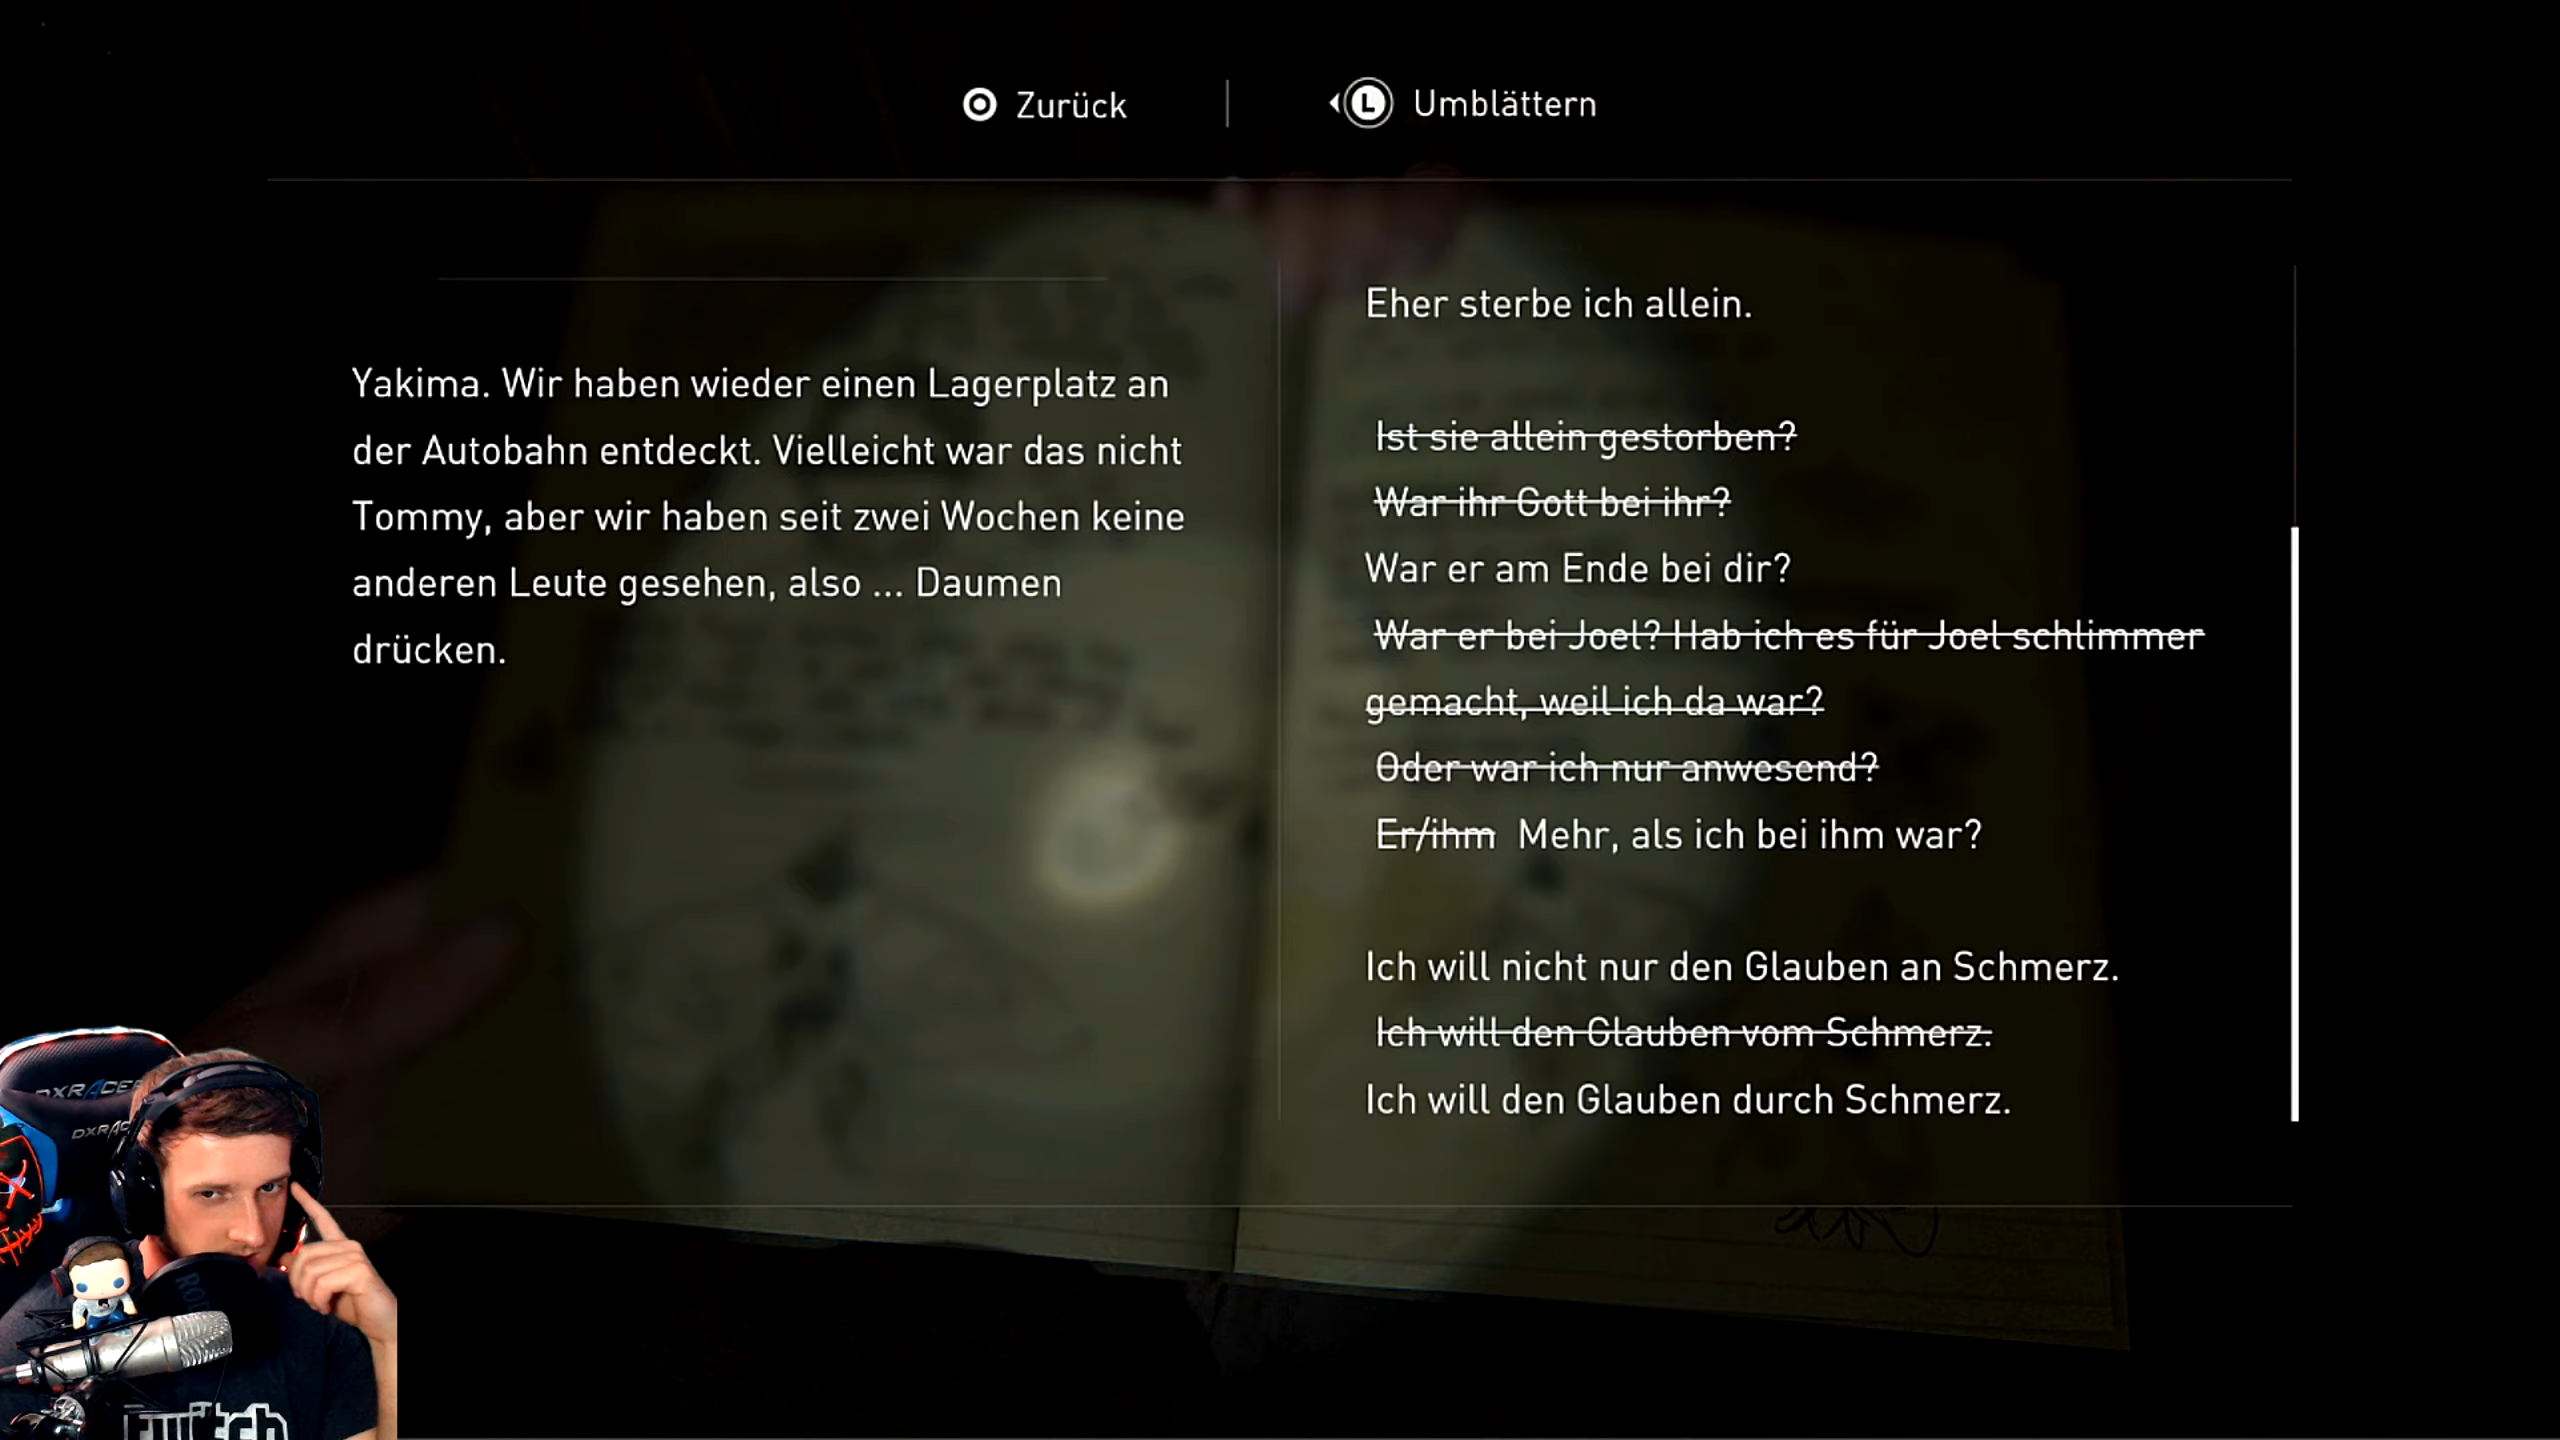 Zurück
L Umblättern
Yakima. Wir haben wieder einen Lagerplatz an
der Autobahn entdeckt. Vielleicht war das nicht
Tommy, aber wir haben seit zwei Wochen keine
anderen Leute gesehen, also ... Daumen
drücken.
Eher sterbe ich allein.
Ist sie allein gestorben?
War ihr Gott bei ihr?
War er am Ende bei dir?
War er bei Joel? Hab ich es für Joel schlimmer
gemacht, weil ich da war?
Oder war ich nur anwesend?
Er/ihm Mehr, als ich bei ihm war?
Ich will nicht nur den Glauben an Schmerz.
Ich will den Glauben vom Schmerz.
Ich will den Glauben durch Schmerz.
DXRACER
twitch